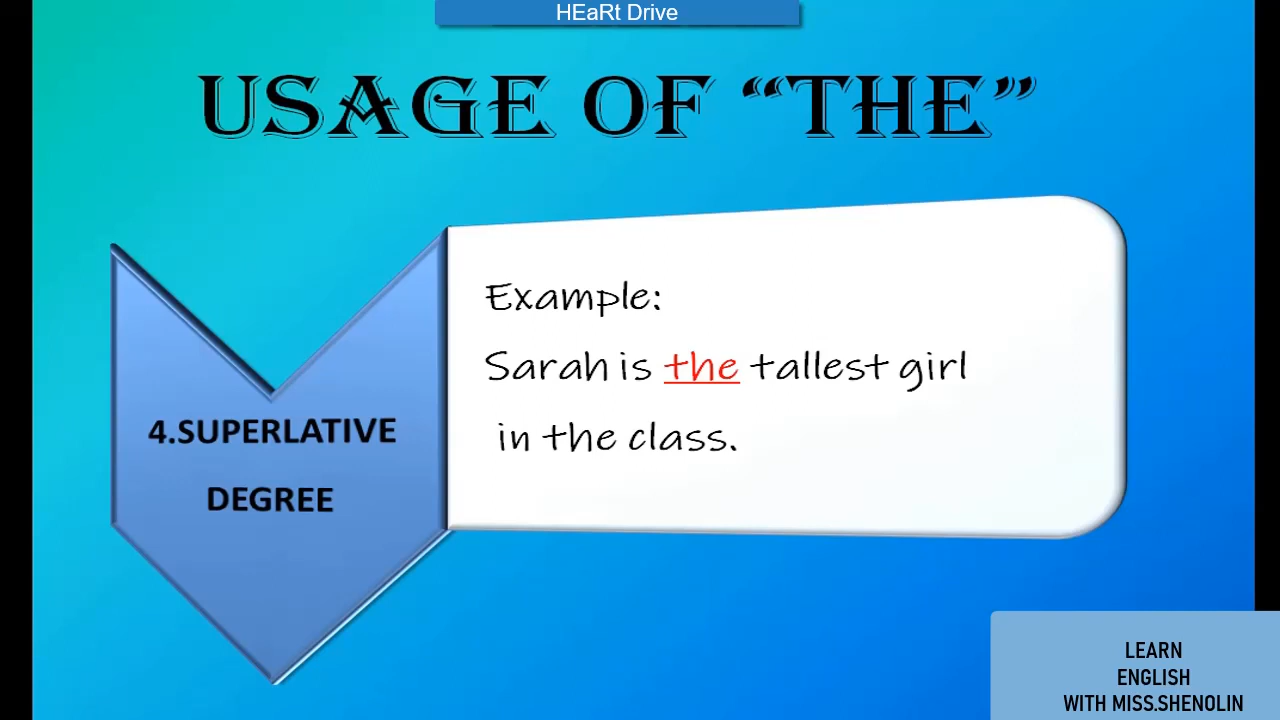 HEaRt Drive
USAGE OF “THE”
4.SUPERLATIVE
DEGREE
Example:
Sarah is the tallest girl
in the class.
LEARN
ENGLISH
WITH MISS.SHENOLIN